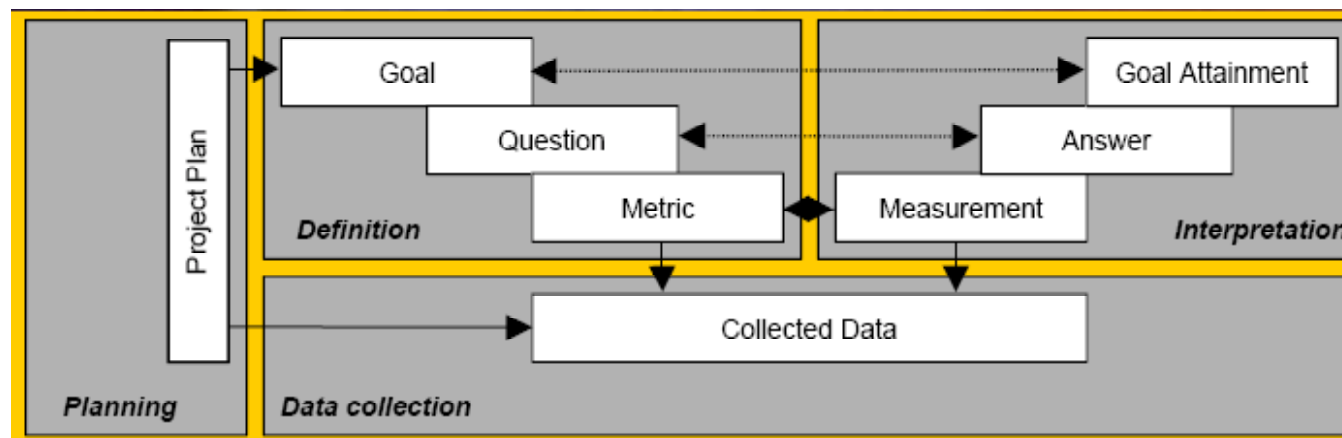 Project Plan
Planning
Goal
Question
Metric
Definition
Goal Attainment
Answer
Measurement
Interpretation
Collected Data
Data collection